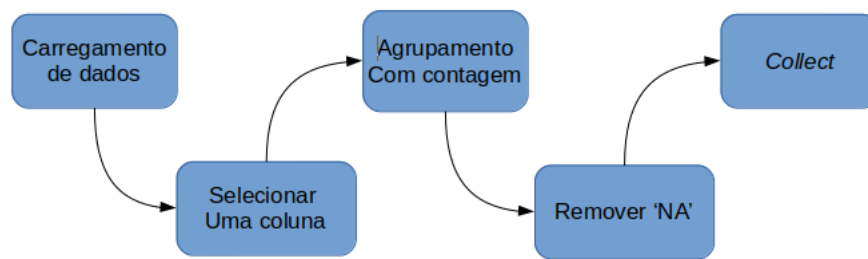 Carregamento
de dados
Selecionar
Uma coluna
Agrupamento
Com contagem
Remover ‘NA’
Collect